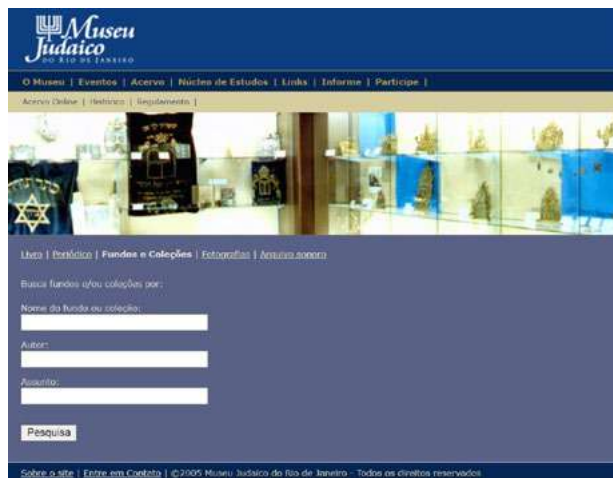 Museu
Judaico
DO RIO DE JANEIRO
O Museu | Eventos | Acervo | Núcleo de Estudos | Links | Informe | Participe |
Acervo Online | Histórico | Regulamento |
Livro | Periódico | Fundos e Coleções | Fotografias | Arquivo sonoro
Busca fundos e/ou coleções por:
Nome do fundo ou coleção:
Autor:
Assunto:
Pesquisa
Sobre o site | Entre em Contato | ©2005 Museu Judaico do Rio de Janeiro - Todos os direitos reservados